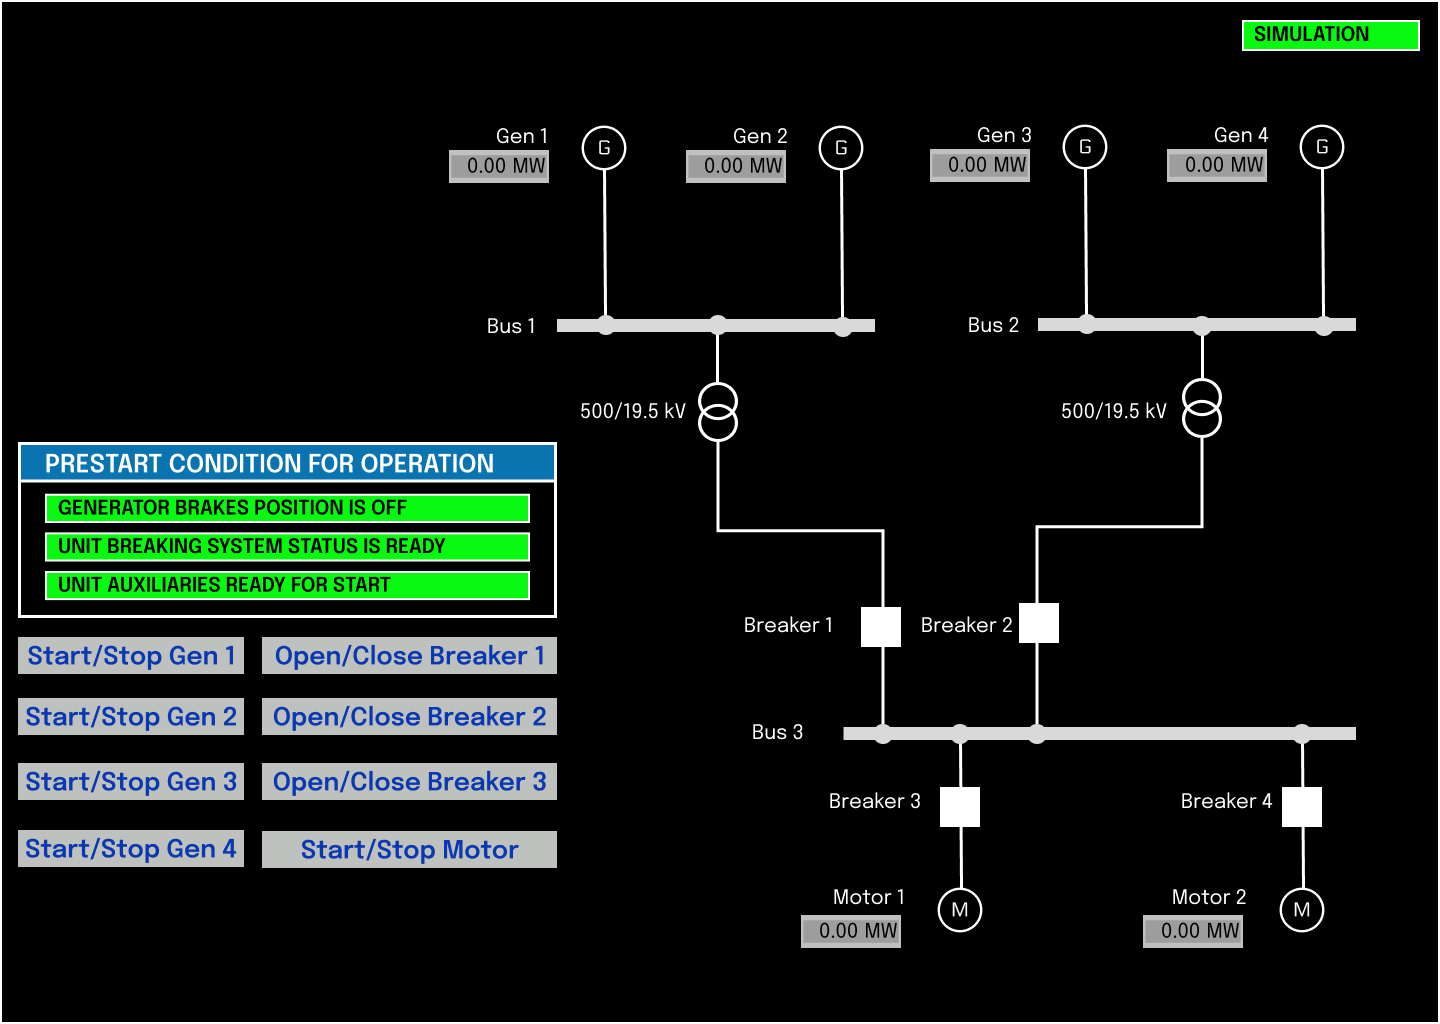 SIMULATION
Gen 1
0.00 MW
G
Gen 2
0.00 MW
G
Gen 3
0.00 MW
G
Gen 4
0.00 MW
G
Bus 1
Bus 2
500/19.5 kV
500/19.5 kV
PRESTART CONDITION FOR OPERATION
GENERATOR BRAKES POSITION IS OFF
UNIT BREAKING SYSTEM STATUS IS READY
UNIT AUXILIARIES READY FOR START
Breaker 1
Breaker 2
Start/Stop Gen 1
Open/Close Breaker 1
Start/Stop Gen 2
Open/Close Breaker 2
Bus 3
Start/Stop Gen 3
Open/Close Breaker 3
Breaker 3
Breaker 4
Start/Stop Gen 4
Start/Stop Motor
Motor 1
0.00 MW
M
Motor 2
0.00 MW
M